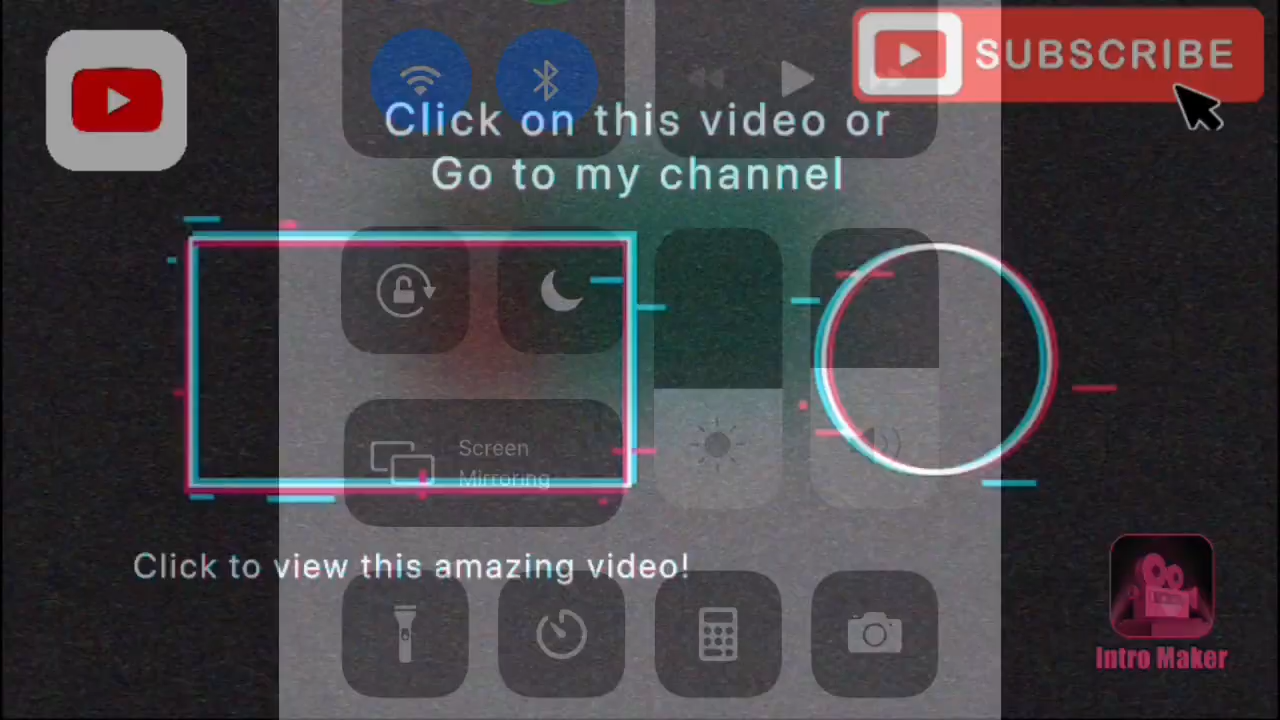 SUBSCRIBE
Click on this video or
Go to my channel
Screen
Mirroring
Click to view this amazing video!
Intro Maker